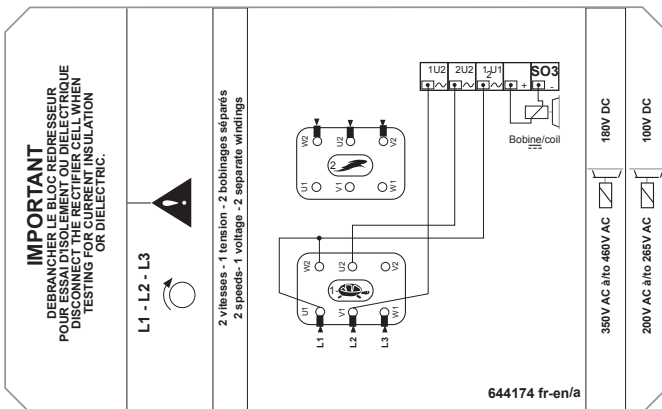 IMPORTANT
DEBRANCHER LE BLOC REDRESSEUR
POUR ESSAI D'ISOLEMENT OU DIELECTRIQUE
DISCONNECT THE RECTIFIER CELL WHEN
TESTING FOR CURRENT INSULATION
OR DIELECTRIC.
L1 - L2 - L3
2 vitesses - 1 tension - 2 bobinages séparés
2 speeds- 1 voltage - 2 separate windings
1U2 2U2 1U1 2 SO3
+ -
Bobine/coil
W2 U2 V2
2
U1 V1 W1
W2 U2 V2
1
U1 V1 W1
L1 L2 L3
644174 fr-en/a
350V AC à/to 460V AC 180V DC
200V AC à/to 265V AC 100V DC